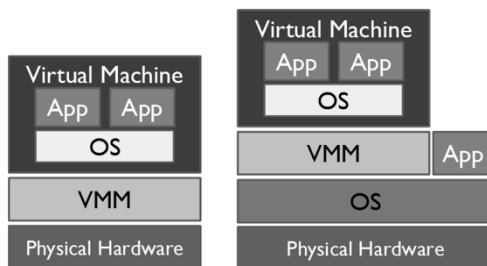 Virtual Machine
App App
OS
VMM
Physical Hardware
Virtual Machine
App App
OS
VMM App
OS
Physical Hardware